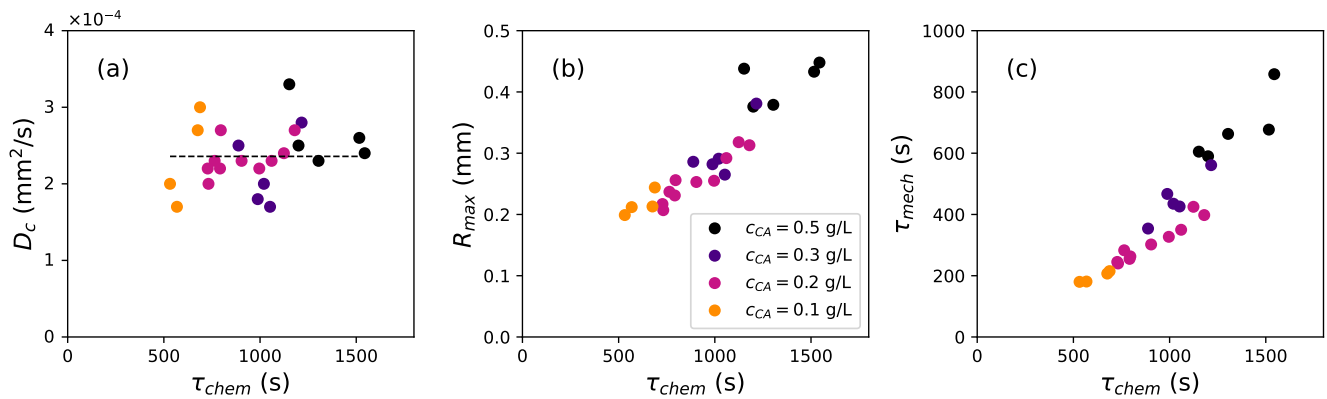 ×10⁻⁴
(a)
4
3
2
1
0
D_c (mm²/s)
0 500 1000 1500
τ_chem (s)
(b)
0.5
0.4
0.3
0.2
0.1
0.0
R_max (mm)
c_CA = 0.5 g/L
c_CA = 0.3 g/L
c_CA = 0.2 g/L
c_CA = 0.1 g/L
0 500 1000 1500
τ_chem (s)
(c)
1000
800
600
400
200
0
τ_mech (s)
0 500 1000 1500
τ_chem (s)